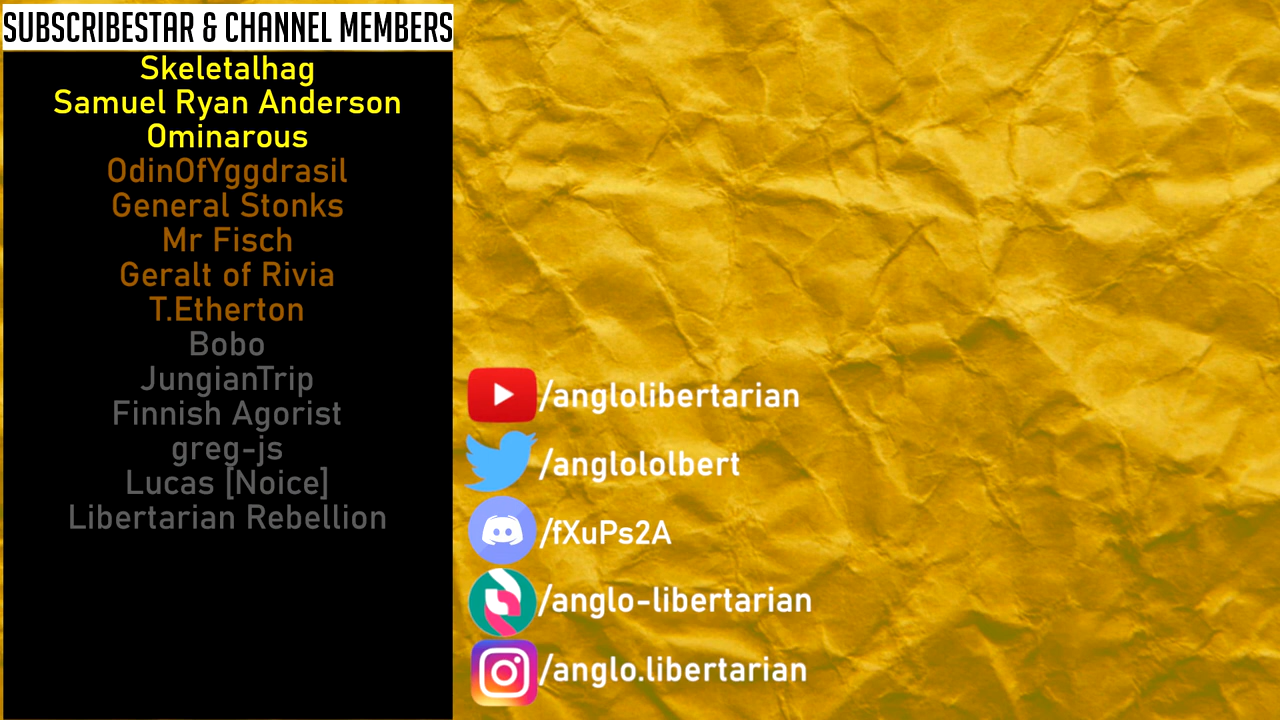 SUBSCRIBESTAR & CHANNEL MEMBERS
Skeletalhag
Samuel Ryan Anderson
Ominarous
OdinOfYggdrasil
General Stonks
Mr Fisch
Geralt of Rivia
T.Etherton
Bobo
JungianTrip
Finnish Agorist
greg-js
Lucas [Noice]
Libertarian Rebellion
/anglolibertarian
/anglololbert
/fXuPs2A
/anglo-libertarian
/anglo.libertarian